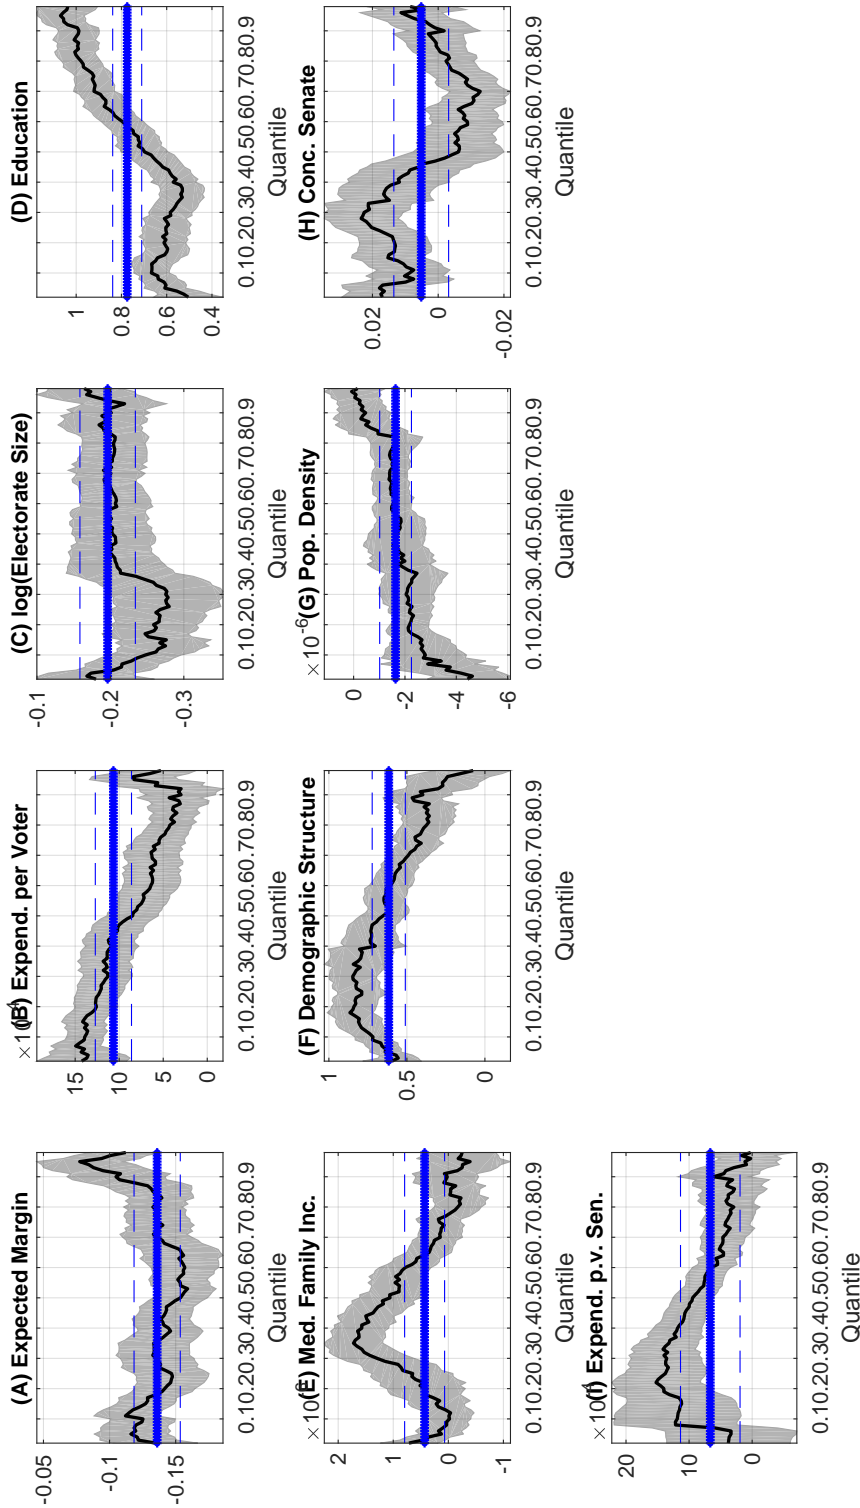 (A) Expected Margin
-0.05
-0.1
-0.15
0.10.20.30.40.50.60.70.80.9
Quantile
×10
(B) Expend. per Voter
15
10
5
0
0.10.20.30.40.50.60.70.80.9
Quantile
(C) log(Electorate Size)
-0.1
-0.2
-0.3
0.10.20.30.40.50.60.70.80.9
Quantile
(D) Education
1
0.8
0.6
0.4
0.10.20.30.40.50.60.70.80.9
Quantile
×10
(E) Med. Family Inc.
2
1
0
-1
0.10.20.30.40.50.60.70.80.9
Quantile
(F) Demographic Structure
1
0.5
0
0.10.20.30.40.50.60.70.80.9
Quantile
×10⁻⁶(G) Pop. Density
0
-2
-4
-6
0.10.20.30.40.50.60.70.80.9
Quantile
(H) Conc. Senate
0.02
0
-0.02
0.10.20.30.40.50.60.70.80.9
Quantile
×10
(I) Expend. p.v. Sen.
20
10
0
0.10.20.30.40.50.60.70.80.9
Quantile